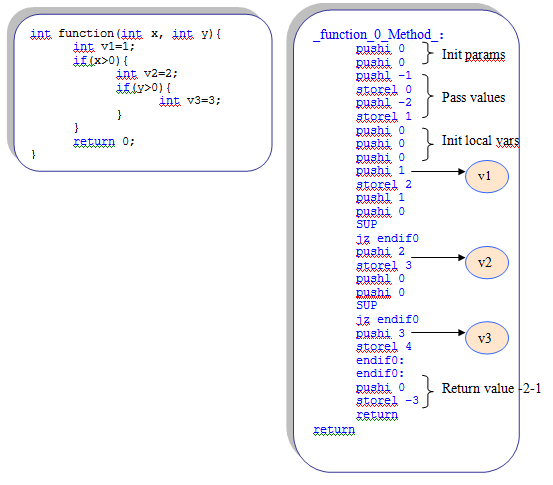 int function(int x, int y){
int v1=1;
if(x>0){
int v2=2;
if(y>0){
int v3=3;
}
}
return 0;
}
_function_0_Method_:
pushi 0
pushi 0
Init params
pushl -1
storel 0
pushl -2
storel 1
Pass values
pushi 0
pushi 0
pushi 0
Init local vars
pushi 1
v1
storel 2
pushl 1
pushi 0
SUP
jz endif0
pushi 2
v2
storel 3
pushl 0
pushi 0
SUP
jz endif0
pushi 3
v3
storel 4
endif0:
endif0:
pushi 0
storel -3
Return value -2-1
return
return